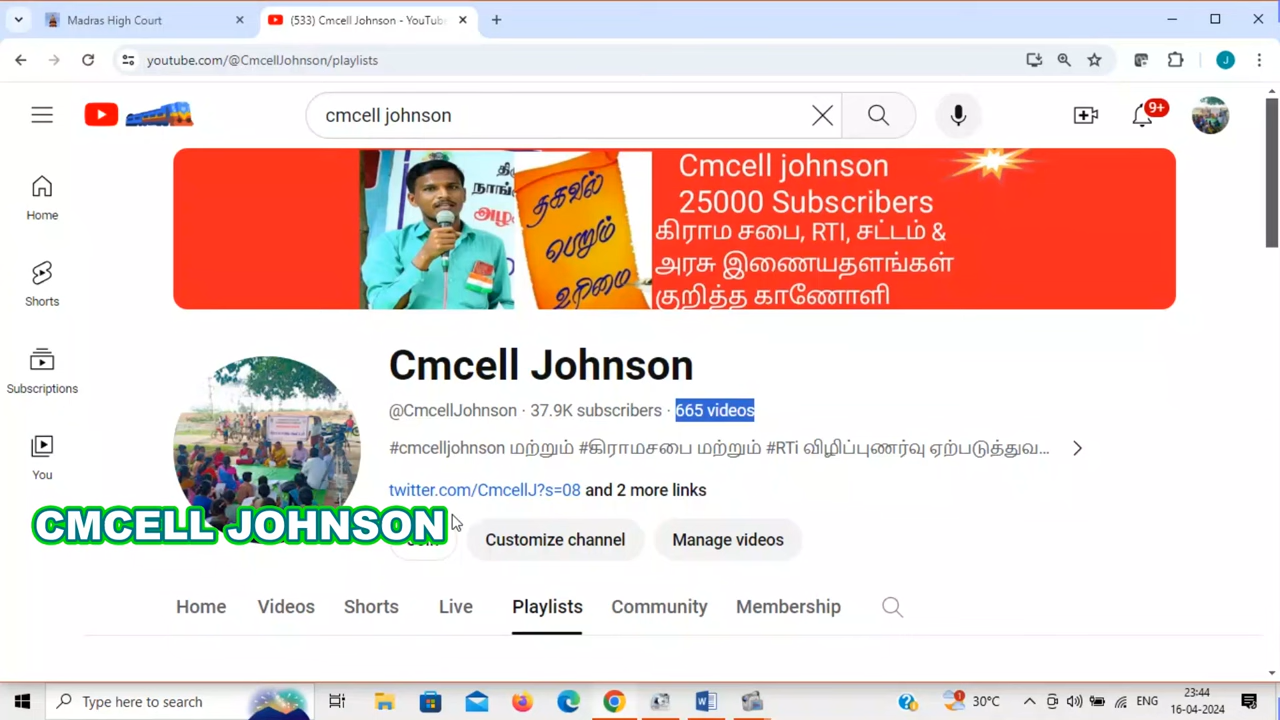 Madras High Court
(533) Cmcell Johnson - YouTube
youtube.com/@CmcellJohnson/playlists
J
cmcell johnson
9+
Home
Shorts
Subscriptions
You
நாங்
தகவல்
பெறும்
உரிமை
Cmcell johnson
25000 Subscribers
கிராம சபை, RTI, சட்டம் &
அரசு இணையதளங்கள்
குறித்த காணோளி
Cmcell Johnson
@CmcellJohnson · 37.9K subscribers · 665 videos
#cmcelljohnson மற்றும் #கிராமசபை மற்றும் #RTi விழிப்புணர்வு ஏற்படுத்துவ...
twitter.com/CmcellJ?s=08 and 2 more links
CMCELL JOHNSON
Customize channel
Manage videos
Home
Videos
Shorts
Live
Playlists
Community
Membership
Type here to search
1
30°C
ENG
23:44
16-04-2024